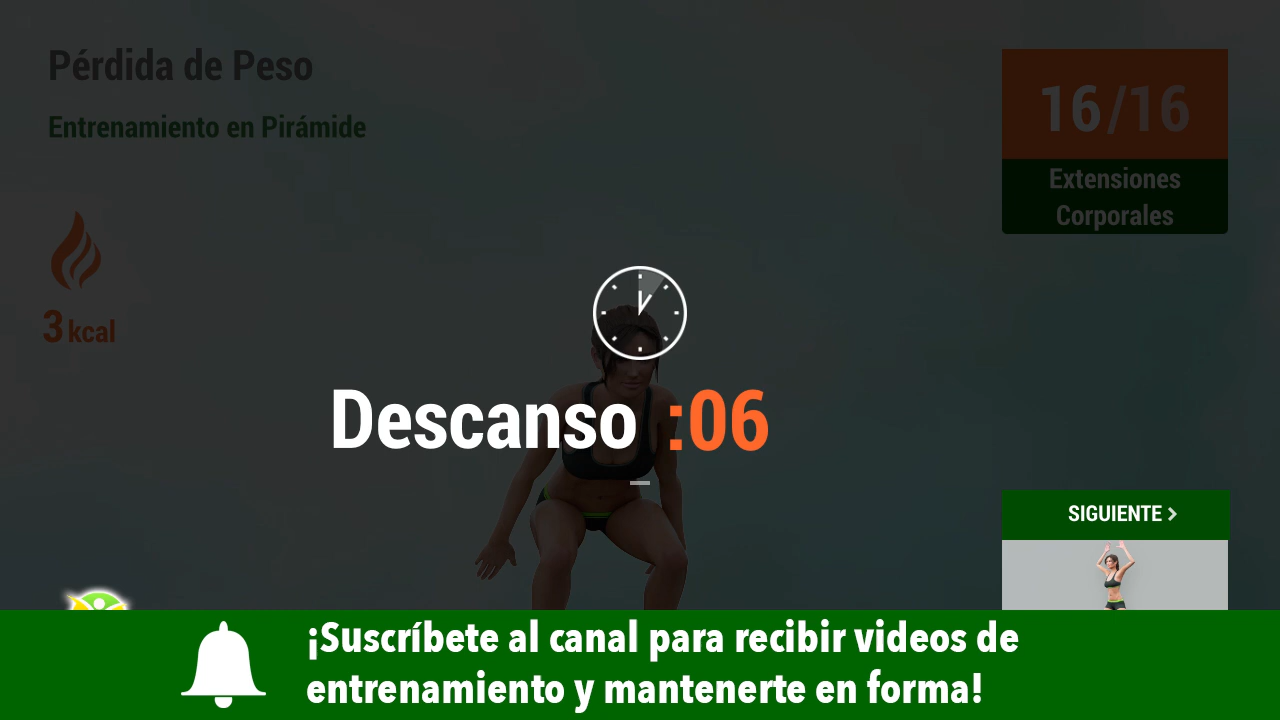 Pérdida de Peso
Entrenamiento en Pirámide
16/16
Extensiones
Corporales
3 kcal
Descanso :06
SIGUIENTE >
¡Suscríbete al canal para recibir videos de
entrenamiento y mantenerte en forma!